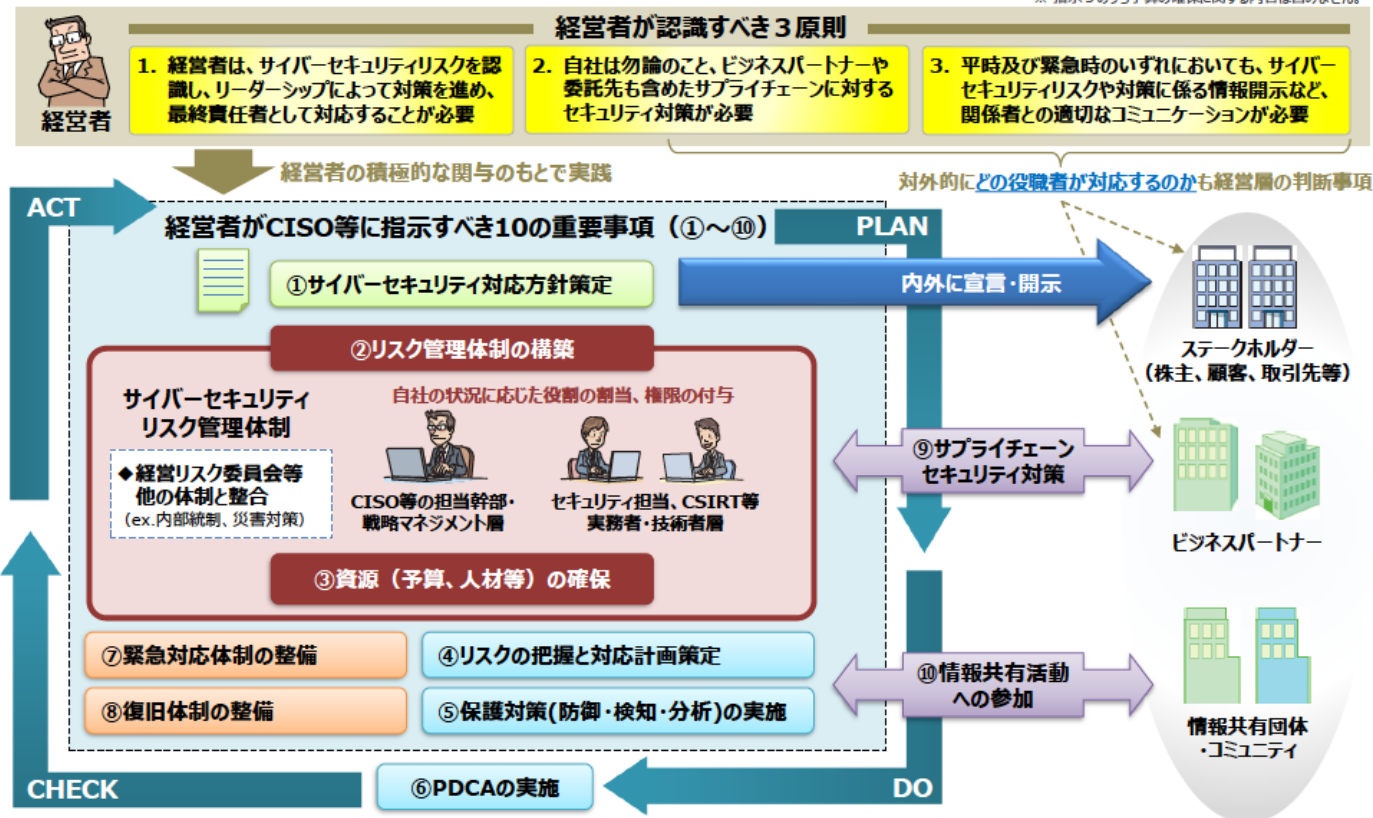 ※ 指示３のうち予算の確保に関する内容は含みません。
経営者が認識すべき３原則
経営者
1. 経営者は、サイバーセキュリティリスクを認
識し、リーダーシップによって対策を進め、
最終責任者として対応することが必要
2. 自社は勿論のこと、ビジネスパートナーや
委託先も含めたサプライチェーンに対する
セキュリティ対策が必要
3. 平時及び緊急時のいずれにおいても、サイバー
セキュリティリスクや対策に係る情報開示など、
関係者との適切なコミュニケーションが必要
経営者の積極的な関与のもとで実践
対外的にどの役職者が対応するのかも経営層の判断事項
ACT
経営者がCISO等に指示すべき10の重要事項（①～⑩）
PLAN
①サイバーセキュリティ対応方針策定
内外に宣言・開示
ステークホルダー
（株主、顧客、取引先等）
②リスク管理体制の構築
サイバーセキュリティ
リスク管理体制
自社の状況に応じた役割の割当、権限の付与
◆経営リスク委員会等
他の体制と整合
(ex.内部統制、災害対策)
CISO等の担当幹部・
戦略マネジメント層
セキュリティ担当、CSIRT等
実務者・技術者層
⑨サプライチェーン
セキュリティ対策
ビジネスパートナー
③資源（予算、人材等）の確保
⑦緊急対応体制の整備
④リスクの把握と対応計画策定
⑧復旧体制の整備
⑤保護対策(防御・検知・分析)の実施
⑩情報共有活動
への参加
情報共有団体
・コミュニティ
CHECK
⑥PDCAの実施
DO